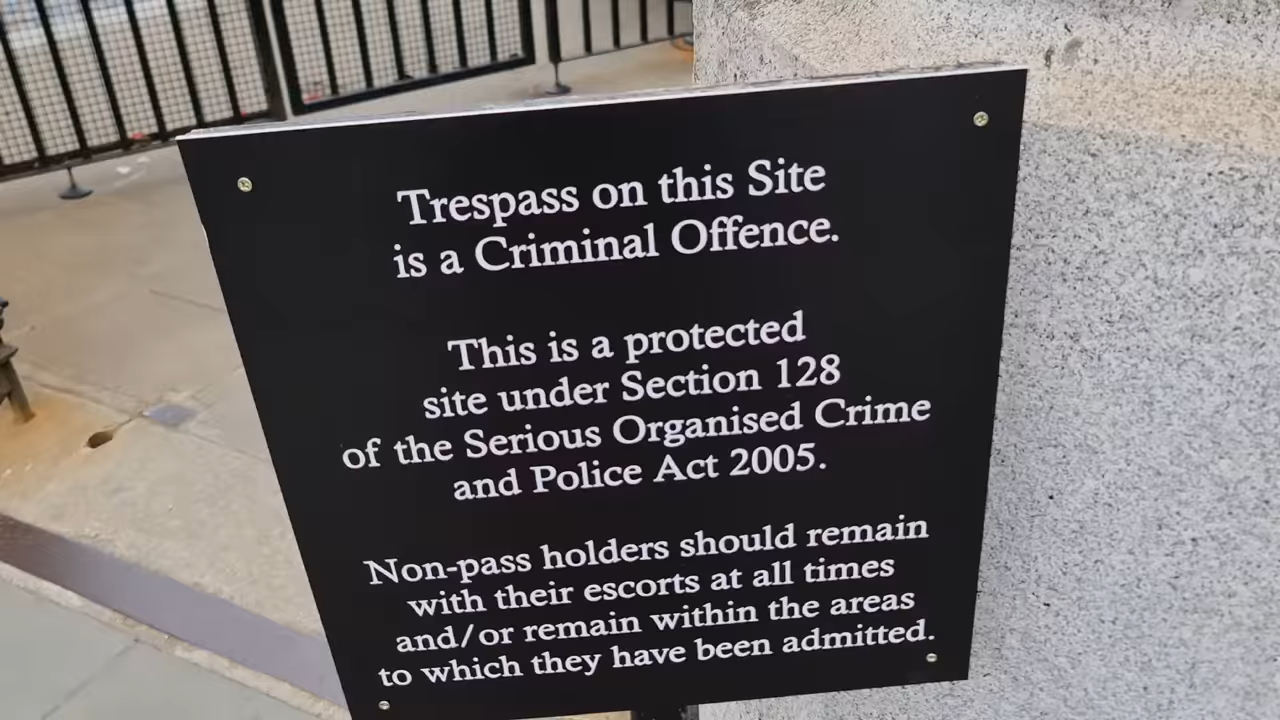 Trespass on this Site
is a Criminal Offence.
This is a protected
site under Section 128
of the Serious Organised Crime
and Police Act 2005.
Non-pass holders should remain
with their escorts at all times
and/or remain within the areas
to which they have been admitted.